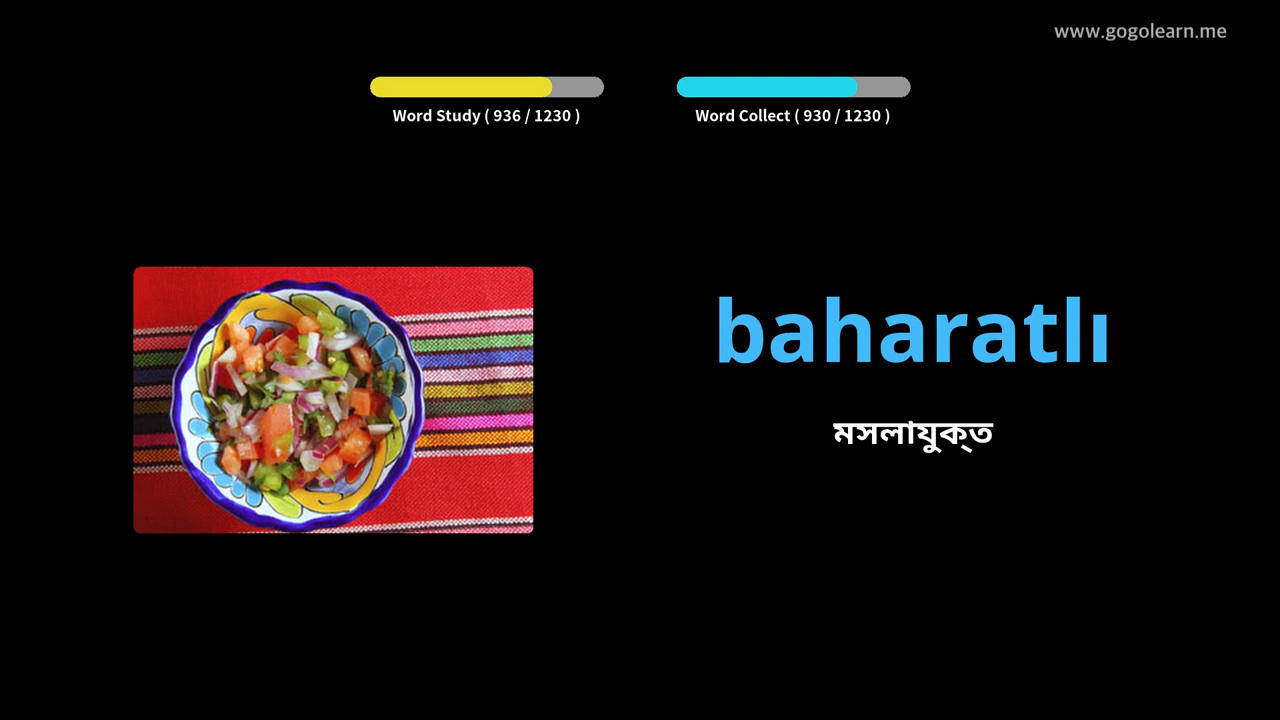 www.gogolearn.me
Word Study ( 936 / 1230 )
Word Collect ( 930 / 1230 )
baharatlı
মসলাযুক্ত